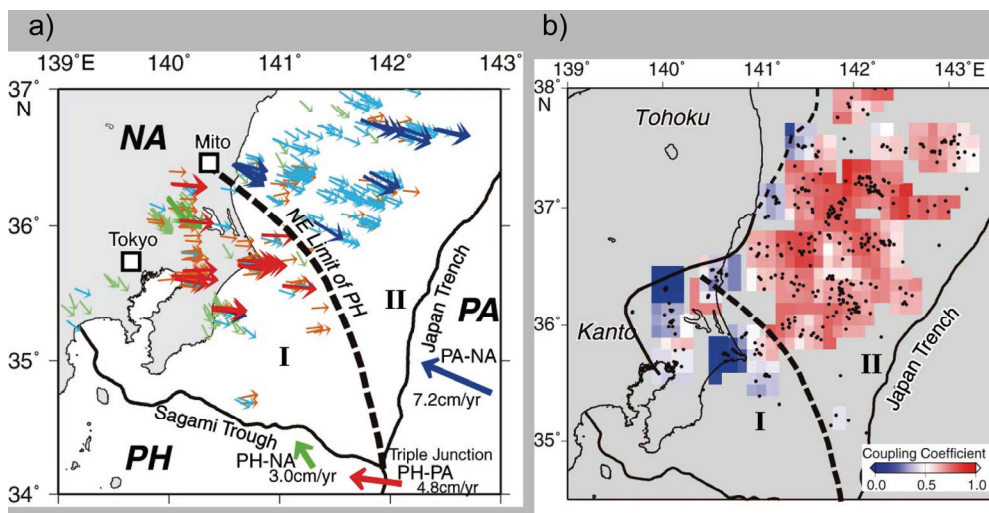 a)
139°E 140° 141° 142° 143°
37°
N
NA
Mito
36°
Tokyo
NE Limit of PH
II
Japan Trench
PA
I
35°
PA-NA
7.2cm/yr
Sagami Trough
PH
PH-NA
3.0cm/yr
Triple Junction
PH-PA
4.8cm/yr
34°
b)
139° 140° 141° 142° 143°E
38°
N
Tohoku
37°
36°
Kanto
II
Japan Trench
I
35°
Coupling Coefficient
0.0 0.5 1.0